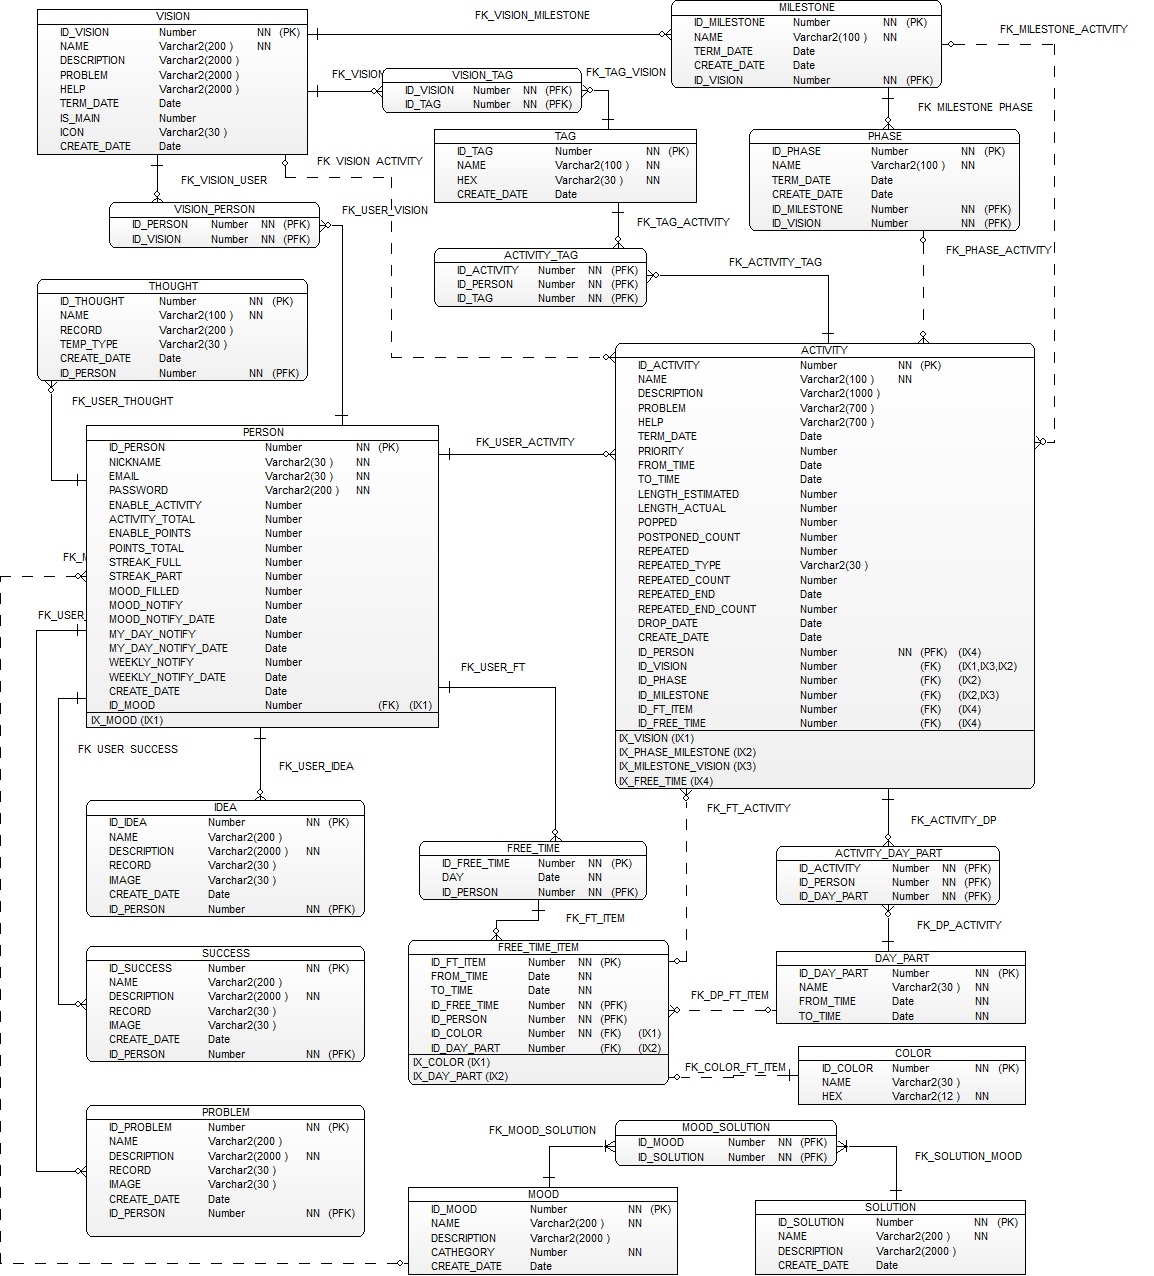 VISION
ID_VISION Number NN (PK)
NAME Varchar2(200 ) NN
DESCRIPTION Varchar2(2000 )
PROBLEM Varchar2(2000 )
HELP Varchar2(2000 )
TERM_DATE Date
IS_MAIN Number
ICON Varchar2(30 )
CREATE_DATE Date
FK_VISION_MILESTONE
MILESTONE
ID_MILESTONE Number NN (PK)
NAME Varchar2(100 ) NN
TERM_DATE Date
CREATE_DATE Date
ID_VISION Number NN (PFK)
FK_MILESTONE_ACTIVITY
FK_VISION
VISION_TAG
ID_VISION Number NN (PFK)
ID_TAG Number NN (PFK)
FK_TAG_VISION
FK MILESTONE PHASE
TAG
ID_TAG Number NN (PK)
NAME Varchar2(100 ) NN
HEX Varchar2(30 ) NN
CREATE_DATE Date
PHASE
ID_PHASE Number NN (PK)
NAME Varchar2(100 ) NN
TERM_DATE Date
CREATE_DATE Date
ID_MILESTONE Number NN (PFK)
ID_VISION Number NN (PFK)
FK VISION ACTIVITY
FK_VISION_USER
VISION_PERSON
ID_PERSON Number NN (PFK)
ID_VISION Number NN (PFK)
FK_USER_VISION
FK_TAG_ACTIVITY
FK_PHASE_ACTIVITY
ACTIVITY_TAG
ID_ACTIVITY Number NN (PFK)
ID_PERSON Number NN (PFK)
ID_TAG Number NN (PFK)
FK_ACTIVITY_TAG
THOUGHT
ID_THOUGHT Number NN (PK)
NAME Varchar2(100 ) NN
RECORD Varchar2(200 )
TEMP_TYPE Varchar2(30 )
CREATE_DATE Date
ID_PERSON Number NN (PFK)
FK_USER_THOUGHT
ACTIVITY
ID_ACTIVITY Number NN (PK)
NAME Varchar2(100 ) NN
DESCRIPTION Varchar2(1000 )
PROBLEM Varchar2(700 )
HELP Varchar2(700 )
TERM_DATE Date
PRIORITY Number
FROM_TIME Date
TO_TIME Date
LENGTH_ESTIMATED Number
LENGTH_ACTUAL Number
POPPED Number
POSTPONED_COUNT Number
REPEATED Number
REPEATED_TYPE Varchar2(30 )
REPEATED_COUNT Number
REPEATED_END Date
REPEATED_END_COUNT Number
DROP_DATE Date
CREATE_DATE Date
ID_PERSON Number NN (PFK) (IX4)
ID_VISION Number (FK) (IX1,IX3,IX2)
ID_PHASE Number (FK) (IX2)
ID_MILESTONE Number (FK) (IX2,IX3)
ID_FT_ITEM Number (FK) (IX4)
ID_FREE_TIME Number (FK) (IX4)
IX_VISION (IX1)
IX_PHASE_MILESTONE (IX2)
IX_MILESTONE_VISION (IX3)
IX_FREE_TIME (IX4)
PERSON
ID_PERSON Number NN (PK)
NICKNAME Varchar2(30 ) NN
EMAIL Varchar2(30 ) NN
PASSWORD Varchar2(200 ) NN
ENABLE_ACTIVITY Number
ACTIVITY_TOTAL Number
ENABLE_POINTS Number
POINTS_TOTAL Number
STREAK_FULL Number
STREAK_PART Number
MOOD_FILLED Number
MOOD_NOTIFY Number
MOOD_NOTIFY_DATE Date
MY_DAY_NOTIFY Number
MY_DAY_NOTIFY_DATE Date
WEEKLY_NOTIFY Number
WEEKLY_NOTIFY_DATE Date
CREATE_DATE Date
ID_MOOD Number (FK) (IX1)
IX_MOOD (IX1)
FK_USER_ACTIVITY
FK_M
FK_USER_
FK_USER_FT
FK USER SUCCESS
FK_USER_IDEA
IDEA
ID_IDEA Number NN (PK)
NAME Varchar2(200 )
DESCRIPTION Varchar2(2000 ) NN
RECORD Varchar2(30 )
IMAGE Varchar2(30 )
CREATE_DATE Date
ID_PERSON Number NN (PFK)
FREE_TIME
ID_FREE_TIME Number NN (PK)
DAY Date NN
ID_PERSON Number NN (PFK)
FK_FT_ACTIVITY
FK_ACTIVITY_DP
ACTIVITY_DAY_PART
ID_ACTIVITY Number NN (PFK)
ID_PERSON Number NN (PFK)
ID_DAY_PART Number NN (PFK)
FK_FT_ITEM
FK_DP_ACTIVITY
SUCCESS
ID_SUCCESS Number NN (PK)
NAME Varchar2(200 )
DESCRIPTION Varchar2(2000 ) NN
RECORD Varchar2(30 )
IMAGE Varchar2(30 )
CREATE_DATE Date
ID_PERSON Number NN (PFK)
FREE_TIME_ITEM
ID_FT_ITEM Number NN (PK)
FROM_TIME Date NN
TO_TIME Date NN
ID_FREE_TIME Number NN (PFK)
ID_PERSON Number NN (PFK)
ID_COLOR Number NN (FK) (IX1)
ID_DAY_PART Number (FK) (IX2)
IX_COLOR (IX1)
IX_DAY_PART (IX2)
FK_DP_FT_ITEM
DAY_PART
ID_DAY_PART Number NN (PK)
NAME Varchar2(30 ) NN
FROM_TIME Date NN
TO_TIME Date NN
FK_COLOR_FT_ITEM
COLOR
ID_COLOR Number NN (PK)
NAME Varchar2(30 )
HEX Varchar2(12 ) NN
PROBLEM
ID_PROBLEM Number NN (PK)
NAME Varchar2(200 )
DESCRIPTION Varchar2(2000 ) NN
RECORD Varchar2(30 )
IMAGE Varchar2(30 )
CREATE_DATE Date
ID_PERSON Number NN (PFK)
FK_MOOD_SOLUTION
MOOD_SOLUTION
ID_MOOD Number NN (PFK)
ID_SOLUTION Number NN (PFK)
FK_SOLUTION_MOOD
MOOD
ID_MOOD Number NN (PK)
NAME Varchar2(200 ) NN
DESCRIPTION Varchar2(2000 )
CATHEGORY Number NN
CREATE_DATE Date
SOLUTION
ID_SOLUTION Number NN (PK)
NAME Varchar2(200 ) NN
DESCRIPTION Varchar2(2000 )
CREATE_DATE Date